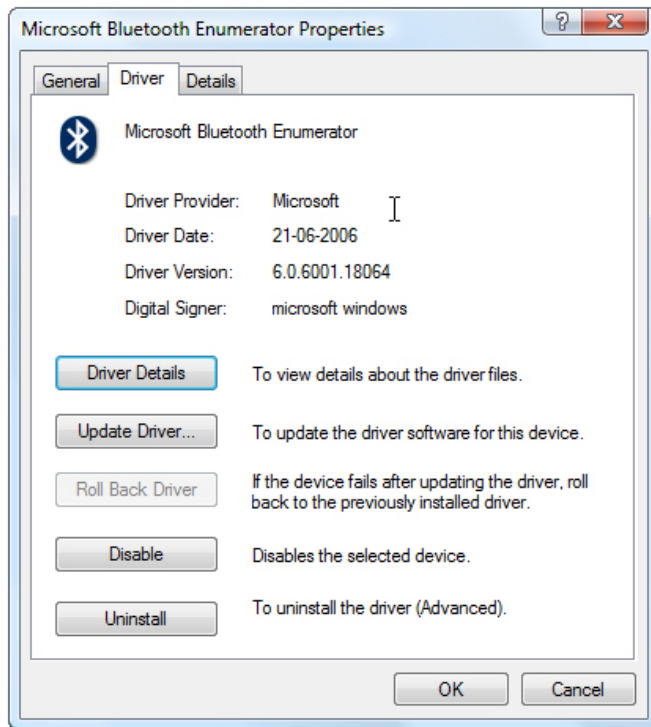 Microsoft Bluetooth Enumerator Properties
General Driver Details
Microsoft Bluetooth Enumerator
Driver Provider: Microsoft
Driver Date: 21-06-2006
Driver Version: 6.0.6001.18064
Digital Signer: microsoft windows
Driver Details To view details about the driver files.
Update Driver... To update the driver software for this device.
Roll Back Driver If the device fails after updating the driver, roll
back to the previously installed driver.
Disable Disables the selected device.
Uninstall To uninstall the driver (Advanced).
OK Cancel